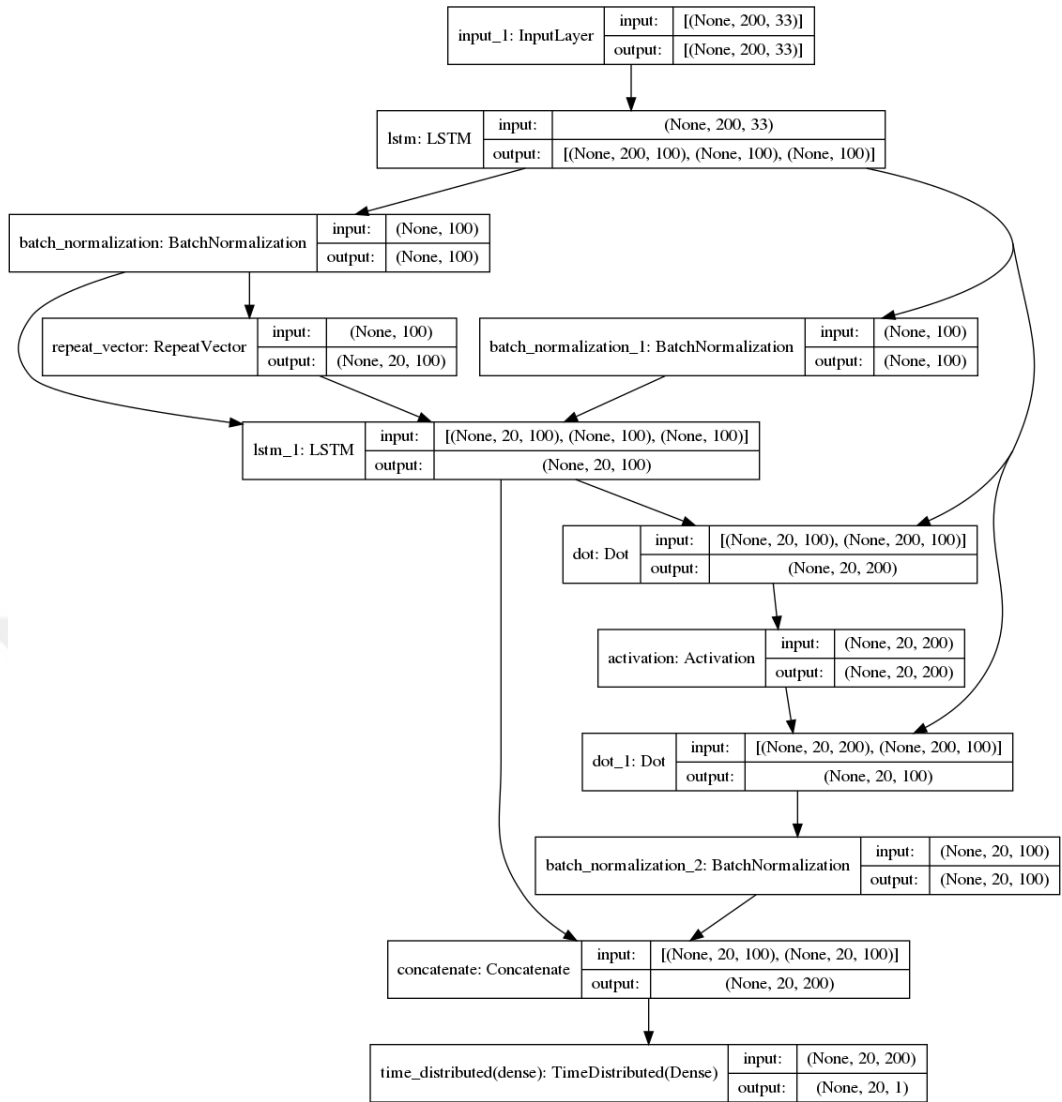 input_1: InputLayer
input: [(None, 200, 33)]
output: [(None, 200, 33)]
lstm: LSTM
input: (None, 200, 33)
output: [(None, 200, 100), (None, 100), (None, 100)]
batch_normalization: BatchNormalization
input: (None, 100)
output: (None, 100)
repeat_vector: RepeatVector
input: (None, 100)
output: (None, 20, 100)
batch_normalization_1: BatchNormalization
input: (None, 100)
output: (None, 100)
lstm_1: LSTM
input: [(None, 20, 100), (None, 100), (None, 100)]
output: (None, 20, 100)
dot: Dot
input: [(None, 20, 100), (None, 200, 100)]
output: (None, 20, 200)
activation: Activation
input: (None, 20, 200)
output: (None, 20, 200)
dot_1: Dot
input: [(None, 20, 200), (None, 200, 100)]
output: (None, 20, 100)
batch_normalization_2: BatchNormalization
input: (None, 20, 100)
output: (None, 20, 100)
concatenate: Concatenate
input: [(None, 20, 100), (None, 20, 100)]
output: (None, 20, 200)
time_distributed(dense): TimeDistributed(Dense)
input: (None, 20, 200)
output: (None, 20, 1)